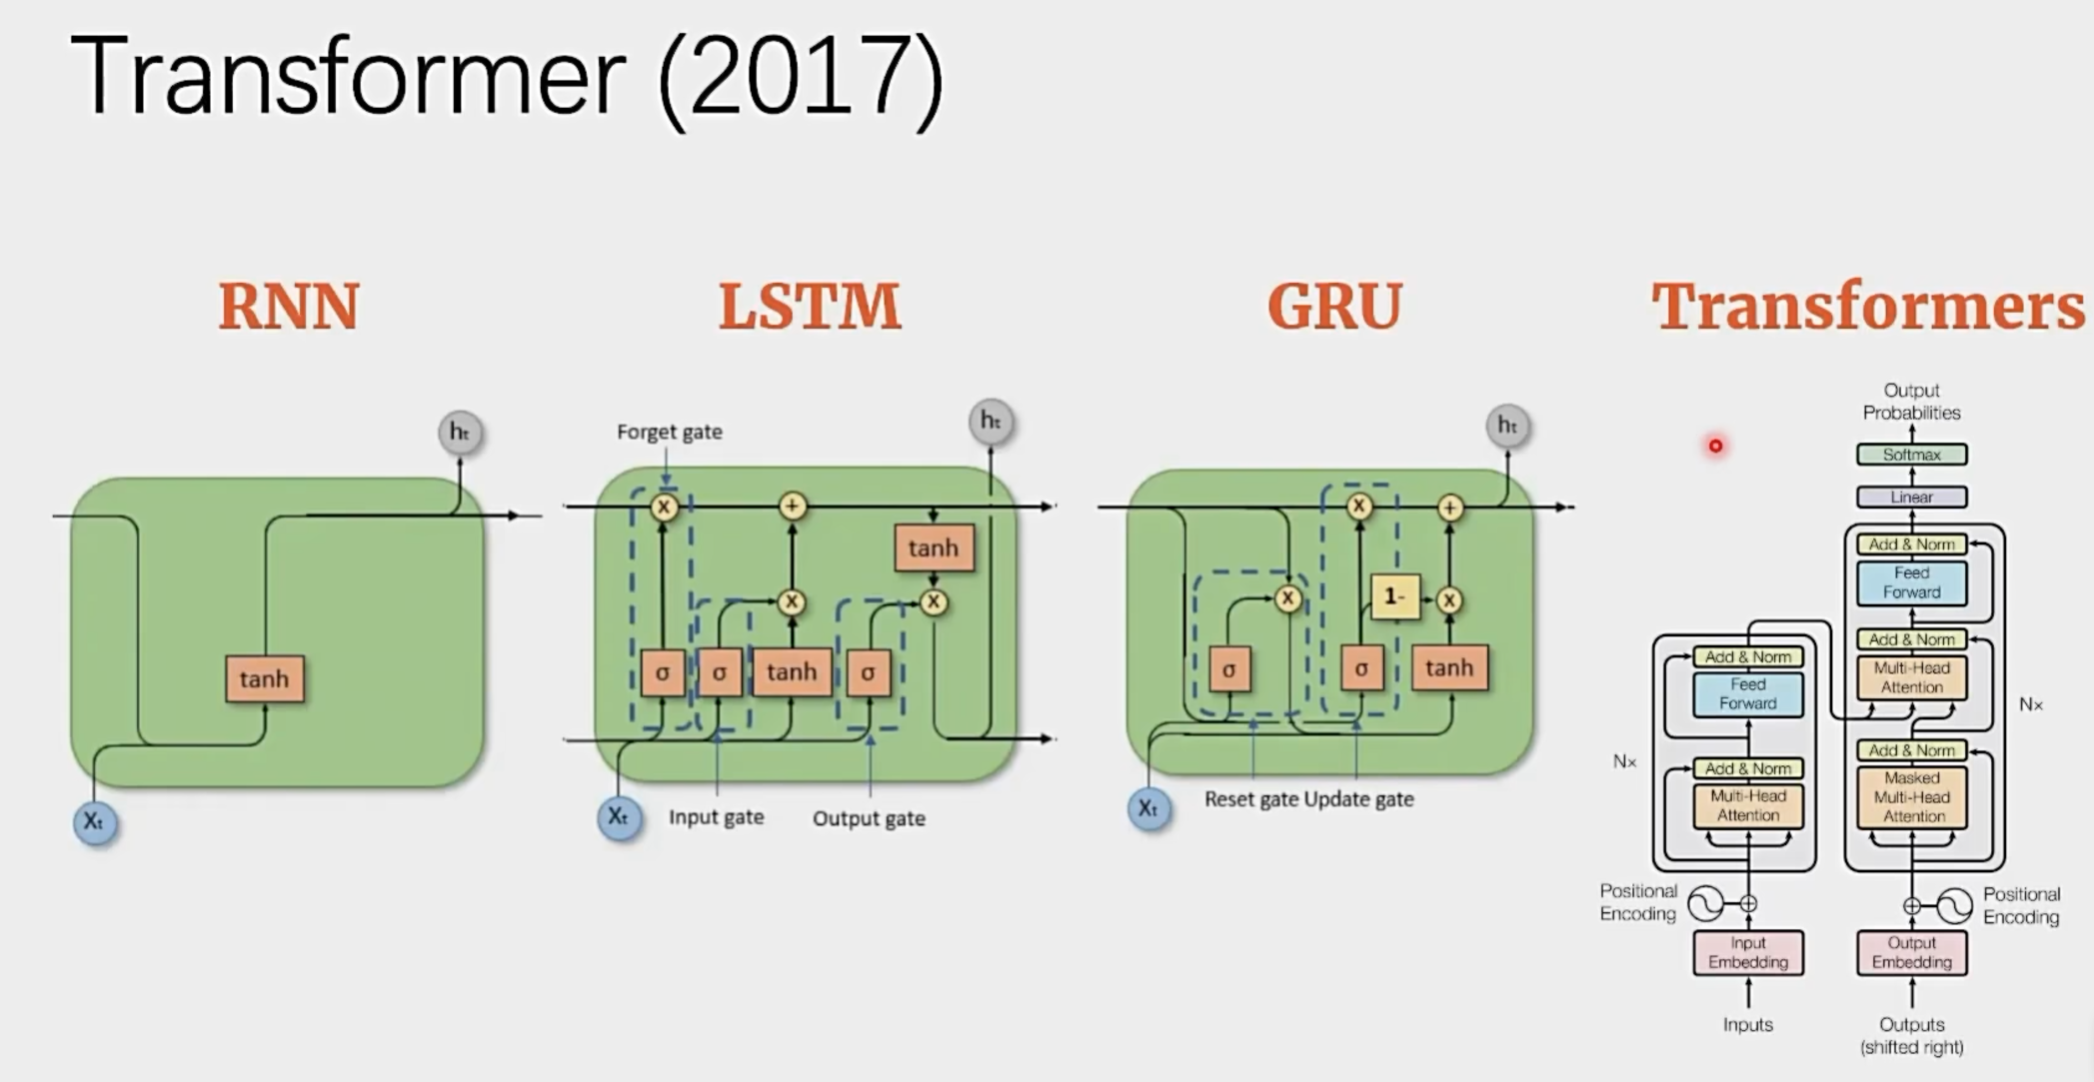 Transformer (2017)
RNN
LSTM
GRU
Transformers
ht
tanh
Xt
Forget gate
ht
x
+
tanh
x
x
σ
σ
tanh
σ
Xt
Input gate
Output gate
ht
x
+
x
1-
x
σ
σ
tanh
Xt
Reset gate Update gate
Output
Probabilities
Softmax
Linear
Add & Norm
Feed
Forward
Add & Norm
Multi-Head
Attention
Nx
Add & Norm
Masked
Multi-Head
Attention
Add & Norm
Feed
Forward
Nx
Add & Norm
Multi-Head
Attention
Positional
Encoding
Positional
Encoding
Input
Embedding
Output
Embedding
Inputs
Outputs
(shifted right)